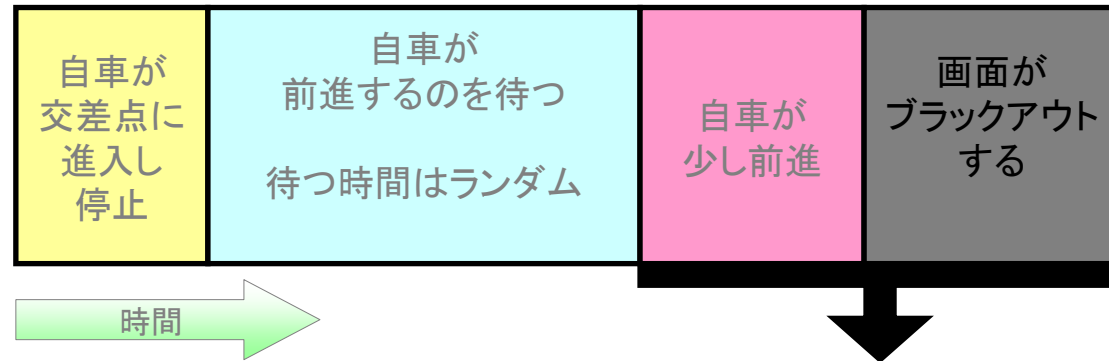 自車が
交差点に
進入し
停止
自車が
前進するのを待つ
待つ時間はランダム
自車が
少し前進
画面が
ブラックアウト
する
時間